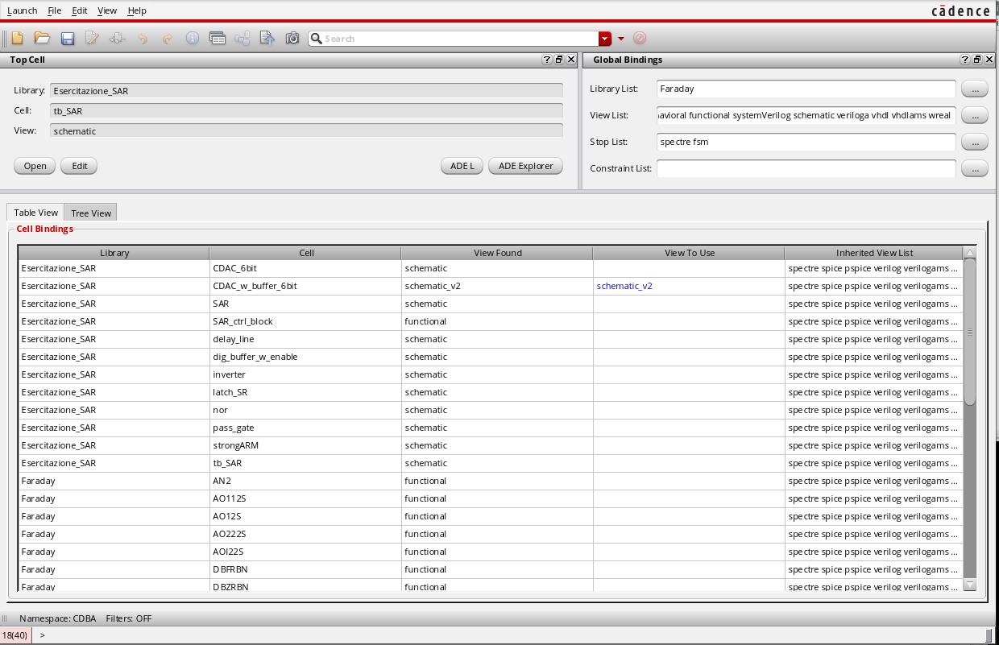 Launch File Edit View Help
cādence
Search
Top Cell
Library: Esercitazione_SAR
Cell: tb_SAR
View: schematic
Open Edit ADE L ADE Explorer
Global Bindings
Library List: Faraday ...
View List: avioral functional systemVerilog schematic veriloga vhdl vhdlams wreal ...
Stop List: spectre fsm ...
Constraint List: ...
Table View Tree View
Cell Bindings
Library Cell View Found View To Use Inherited View List
Esercitazione_SAR CDAC_6bit schematic spectre spice pspice verilog verilogams ...
Esercitazione_SAR CDAC_w_buffer_6bit schematic_v2 schematic_v2 spectre spice pspice verilog verilogams ...
Esercitazione_SAR SAR schematic spectre spice pspice verilog verilogams ...
Esercitazione_SAR SAR_ctrl_block functional spectre spice pspice verilog verilogams ...
Esercitazione_SAR delay_line schematic spectre spice pspice verilog verilogams ...
Esercitazione_SAR dig_buffer_w_enable schematic spectre spice pspice verilog verilogams ...
Esercitazione_SAR inverter schematic spectre spice pspice verilog verilogams ...
Esercitazione_SAR latch_SR schematic spectre spice pspice verilog verilogams ...
Esercitazione_SAR nor schematic spectre spice pspice verilog verilogams ...
Esercitazione_SAR pass_gate schematic spectre spice pspice verilog verilogams ...
Esercitazione_SAR strongARM schematic spectre spice pspice verilog verilogams ...
Esercitazione_SAR tb_SAR schematic spectre spice pspice verilog verilogams ...
Faraday AN2 functional spectre spice pspice verilog verilogams ...
Faraday AO112S functional spectre spice pspice verilog verilogams ...
Faraday AO12S functional spectre spice pspice verilog verilogams ...
Faraday AO222S functional spectre spice pspice verilog verilogams ...
Faraday AOI22S functional spectre spice pspice verilog verilogams ...
Faraday DBFRBN functional spectre spice pspice verilog verilogams ...
Faraday DBZRBN functional spectre spice pspice verilog verilogams ...
Namespace: CDBA Filters: OFF
18(40) >